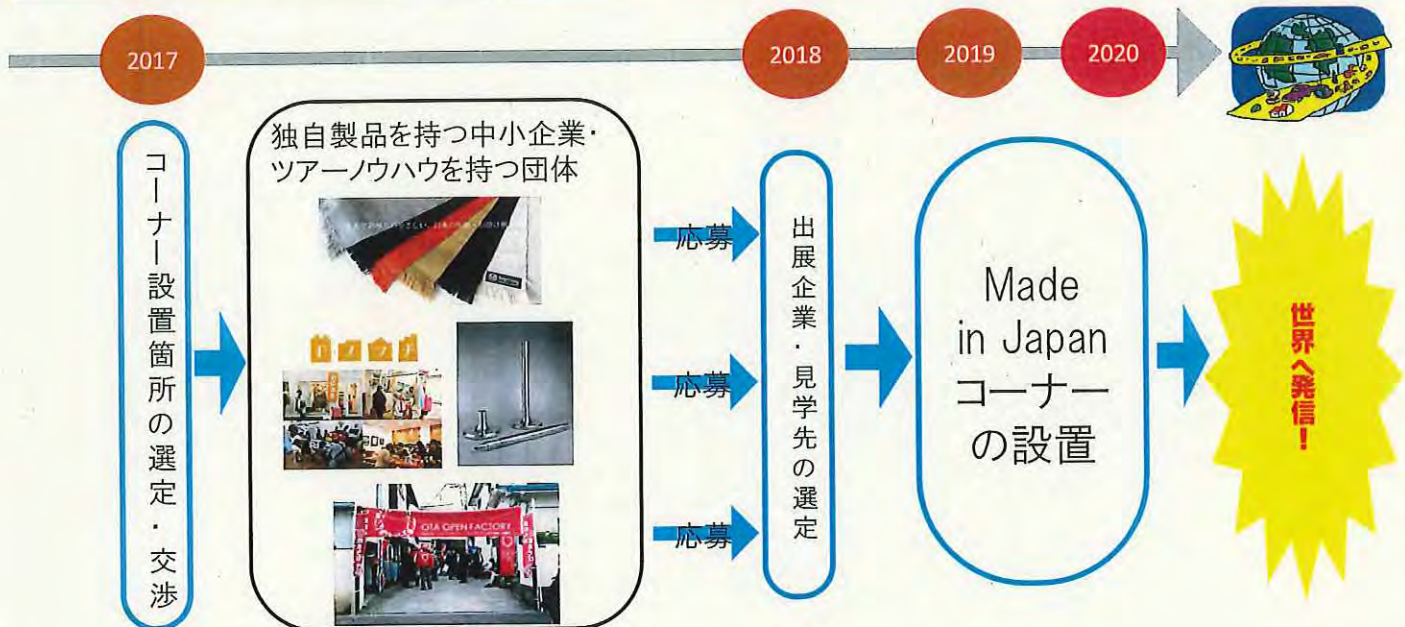 2017
2018
2019
2020
コーナー設置箇所の選定・交渉
独自製品を持つ中小企業・
ツアーノウハウを持つ団体
OTA OPEN FACTORY
応募
応募
応募
出展企業・見学先の選定
Made
in Japan
コーナー
の設置
世界へ発信!